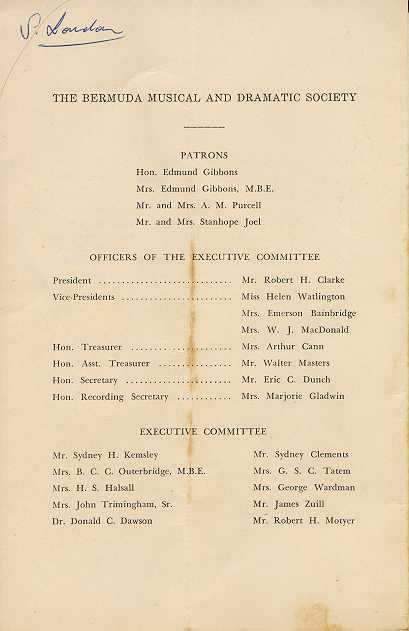 THE BERMUDA MUSICAL AND DRAMATIC SOCIETY
PATRONS
Hon. Edmund Gibbons
Mrs. Edmund Gibbons, M.B.E.
Mr. and Mrs. A. M. Purcell
Mr. and Mrs. Stanhope Joel
OFFICERS OF THE EXECUTIVE COMMITTEE
President ............................ Mr. Robert H. Clarke
Vice-Presidents ....................... Miss Helen Watlington
Mrs. Emerson Bainbridge
Mrs. W. J. MacDonald
Hon. Treasurer ..................... Mrs. Arthur Cann
Hon. Asst. Treasurer ............... Mr. Walter Masters
Hon. Secretary ...................... Mr. Eric C. Dunch
Hon. Recording Secretary ........... Mrs. Marjorie Gladwin
EXECUTIVE COMMITTEE
Mr. Sydney H. Kemsley Mr. Sydney Clements
Mrs. B. C. C. Outerbridge, M.B.E. Mrs. G. S. C. Tatem
Mrs. H. S. Halsall Mrs. George Wardman
Mrs. John Trimingham, Sr. Mr. James Zuill
Dr. Donald C. Dawson Mr. Robert H. Motyer